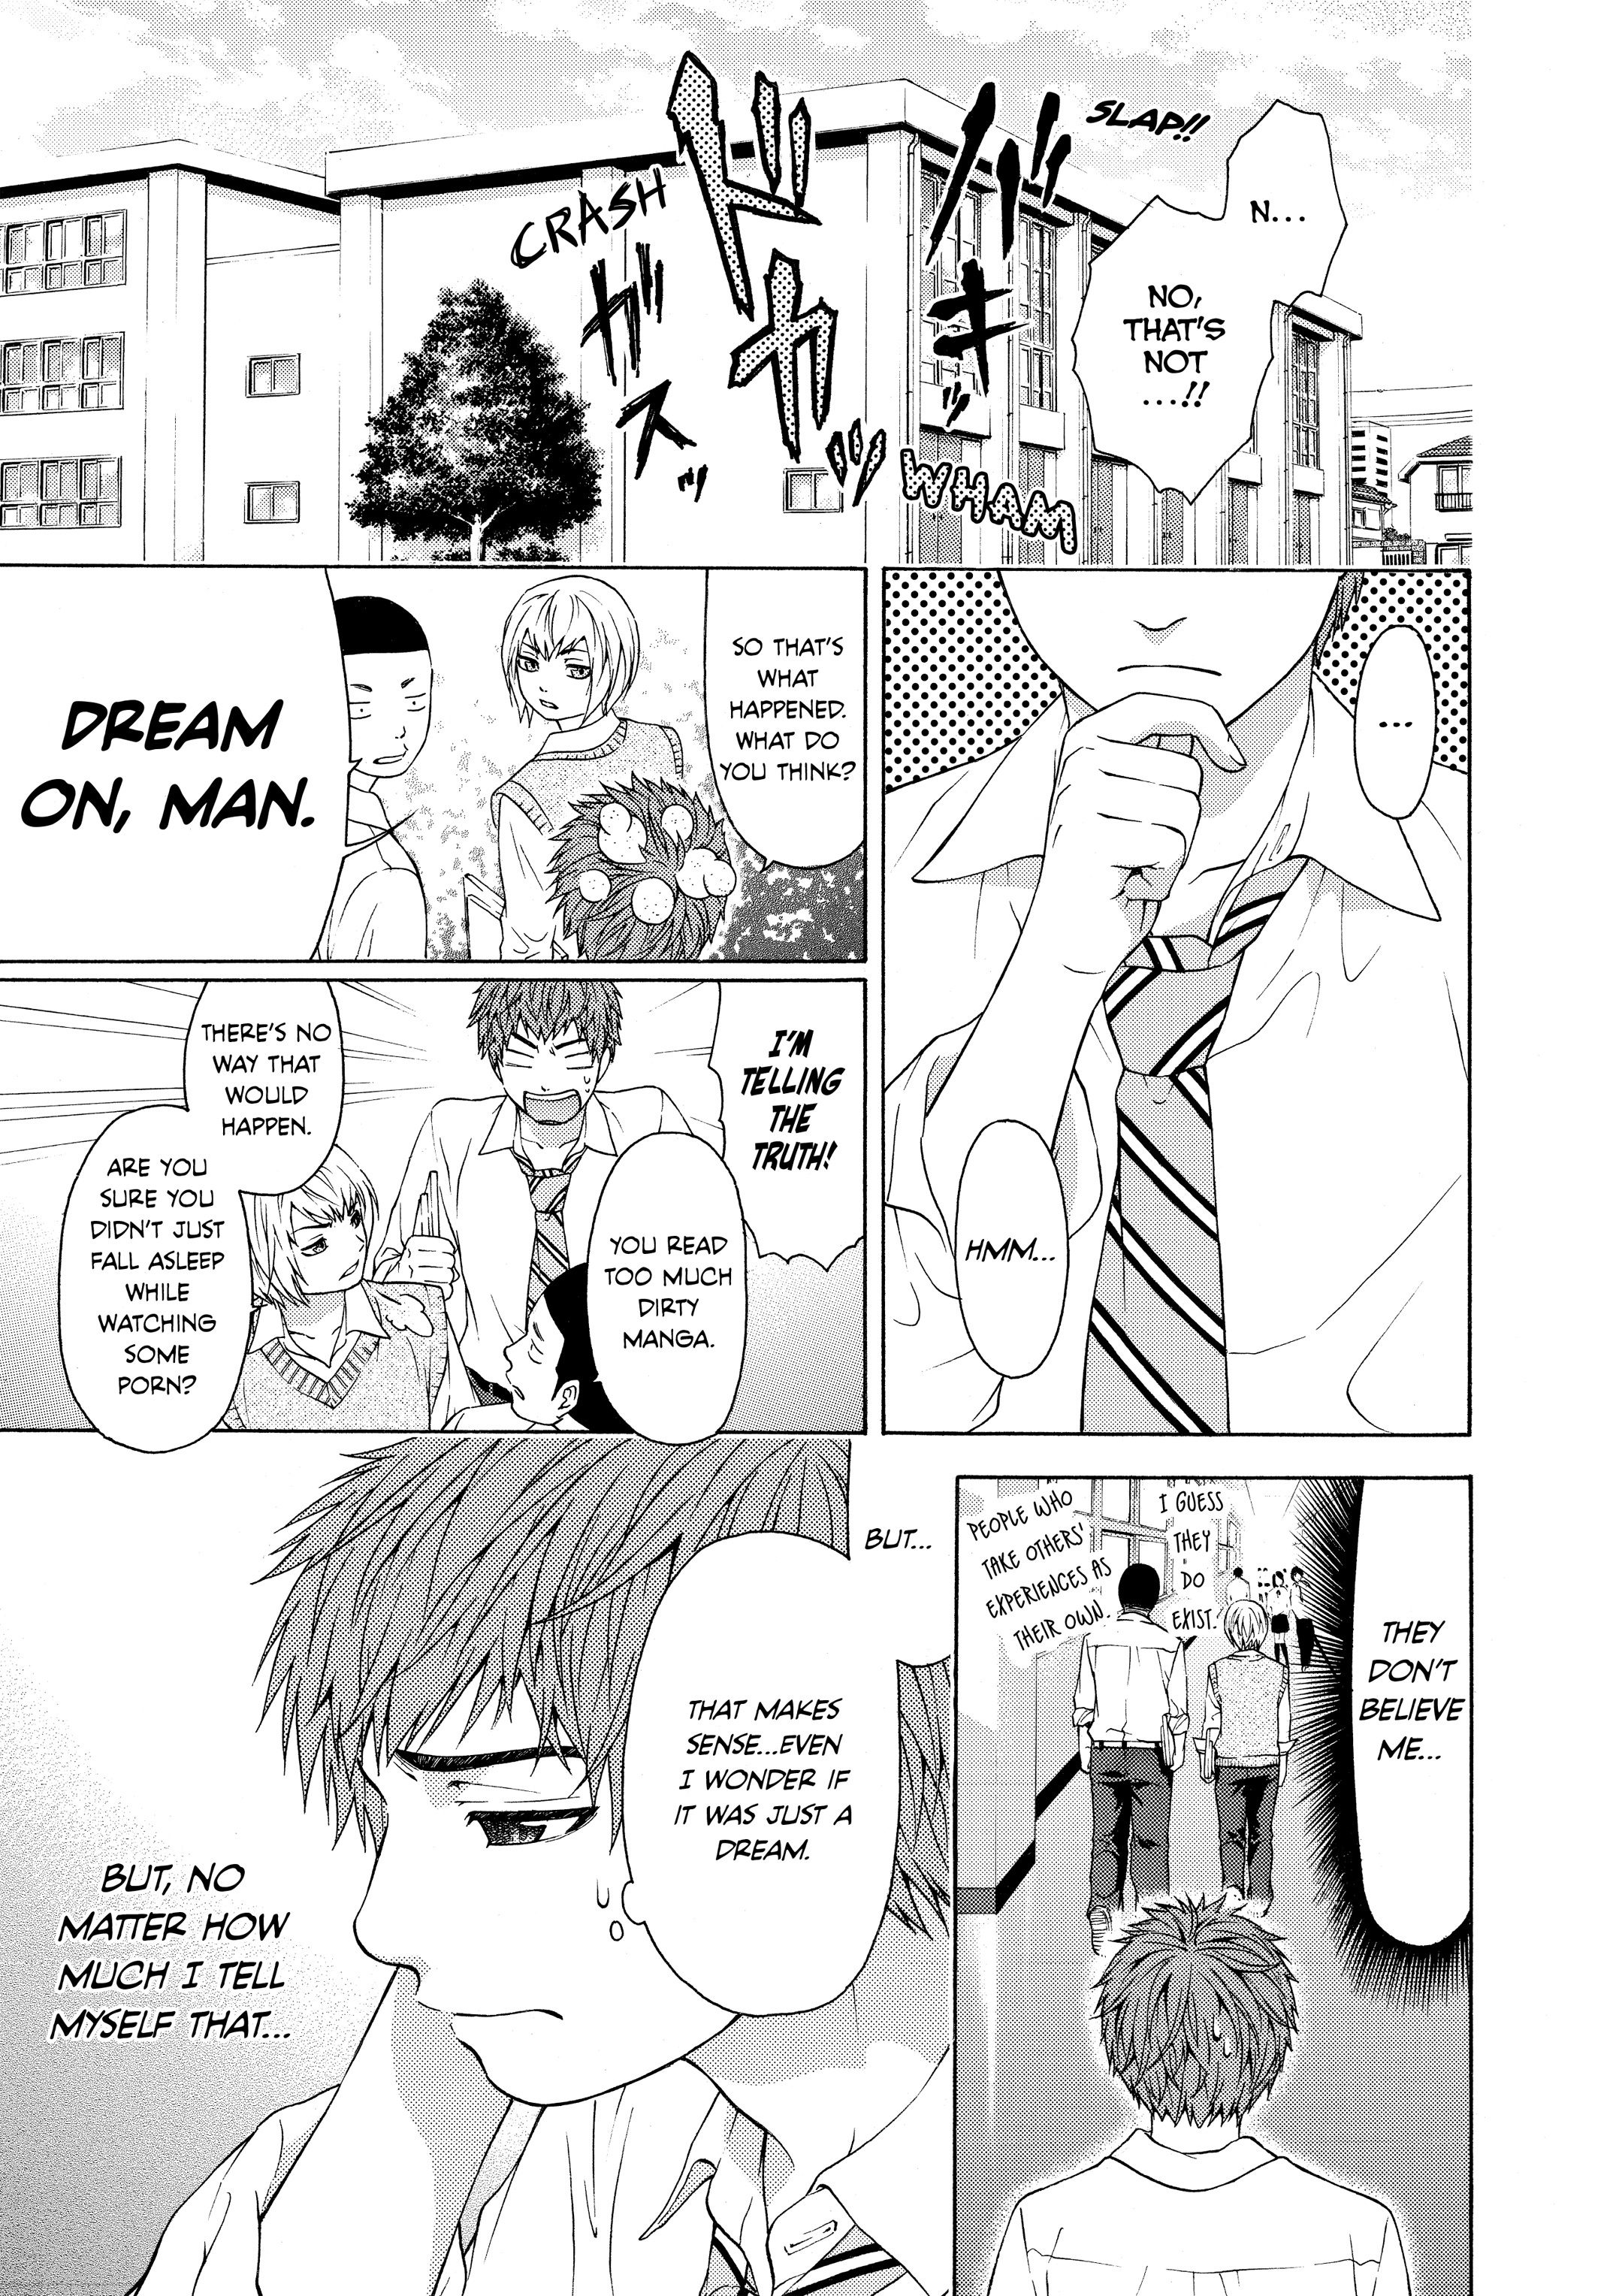 SLAP!!
バキッ
N...
NO,
THAT'S
NOT
...!!
ドカッ
WHAM
ガスッ
CRASH
...
HMM...
SO THAT'S
WHAT
HAPPENED.
WHAT DO
YOU THINK?
DREAM
ON, MAN.
I'M
TELLING
THE
TRUTH!
YOU READ
TOO MUCH
DIRTY
MANGA.
THERE'S NO
WAY THAT
WOULD
HAPPEN.
ARE YOU
SURE YOU
DIDN'T JUST
FALL ASLEEP
WHILE
WATCHING
SOME
PORN?
THEY
DON'T
BELIEVE
ME...
I GUESS
THEY
DO
EXIST.
PEOPLE WHO
TAKE OTHERS'
EXPERIENCES AS
THEIR OWN.
BUT...
THAT MAKES
SENSE...EVEN
I WONDER IF
IT WAS JUST A
DREAM.
BUT, NO
MATTER HOW
MUCH I TELL
MYSELF THAT...